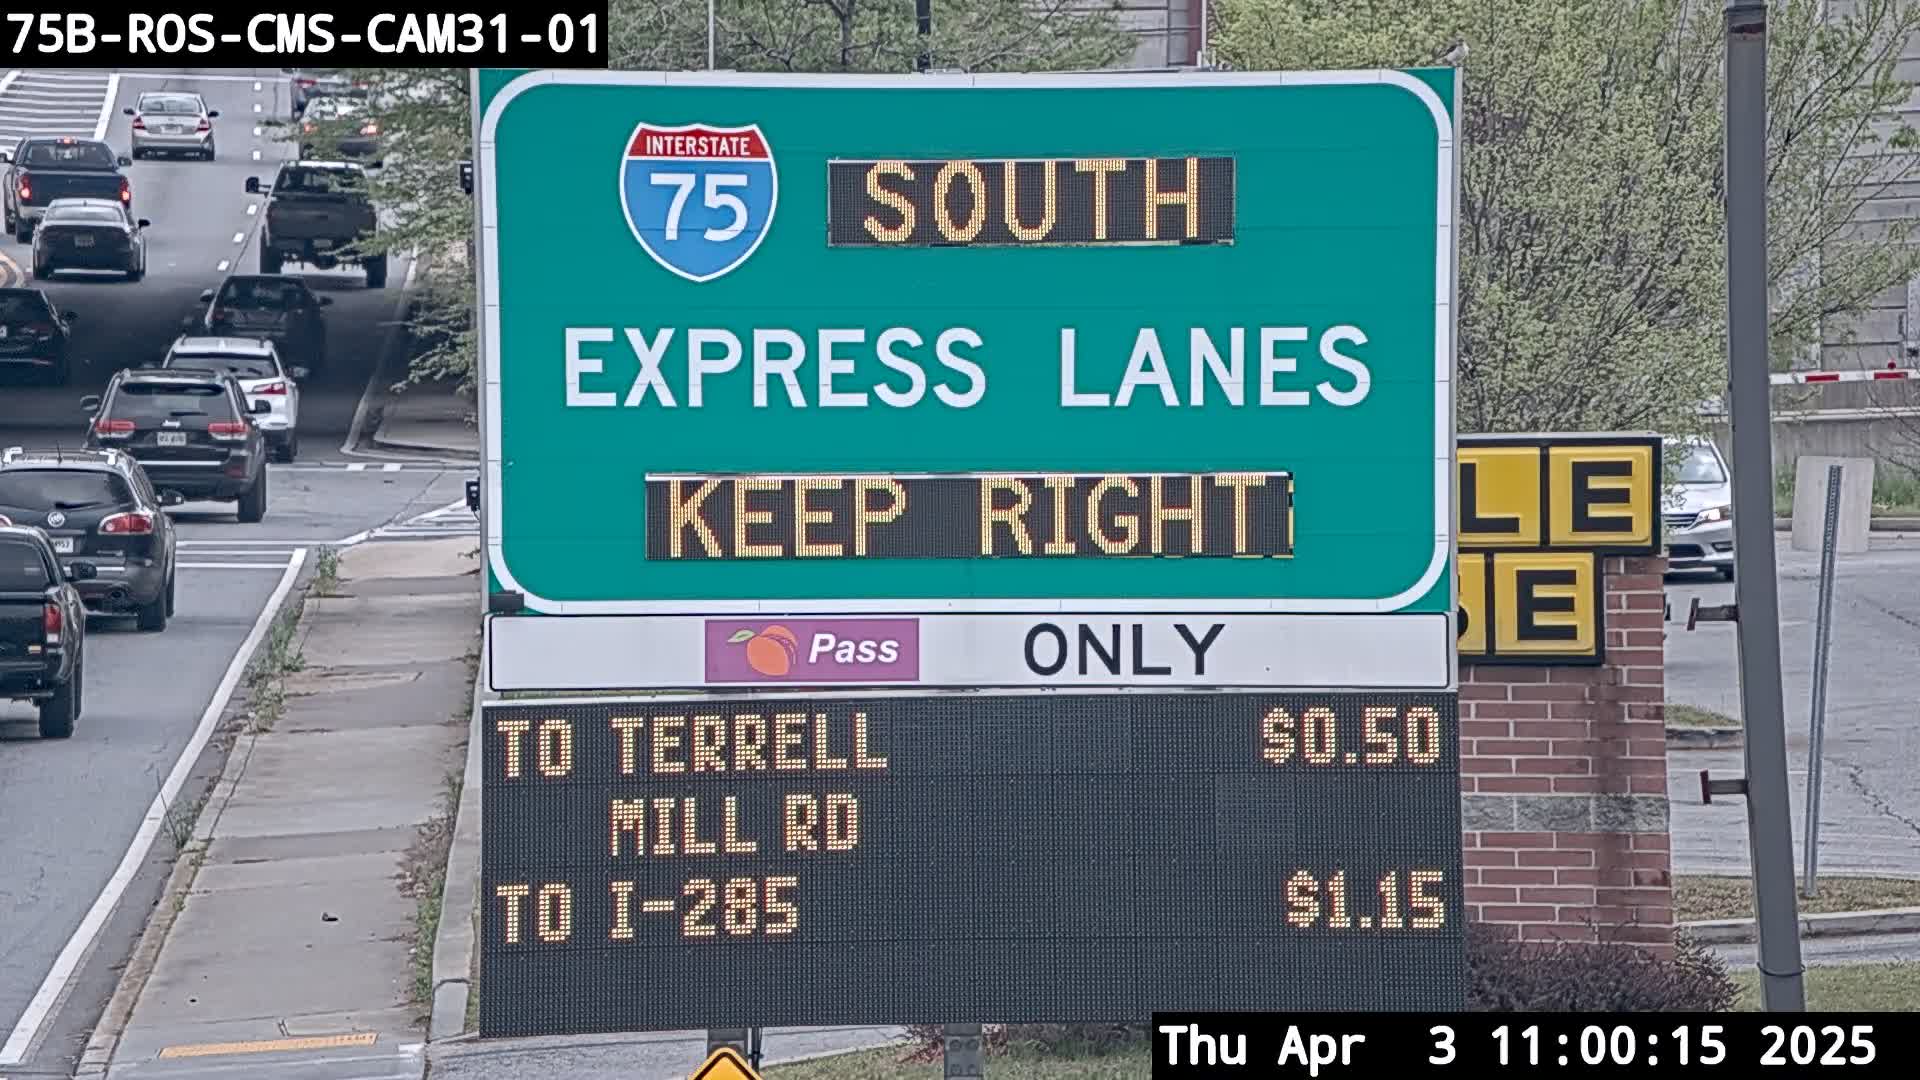 75B-ROS-CMS-CAM31-01
INTERSTATE
75
SOUTH
EXPRESS LANES
KEEP RIGHT
Pass
ONLY
LE
E
TO TERRELL $0.50
MILL RD
TO I-285 $1.15
Thu Apr 3 11:00:15 2025